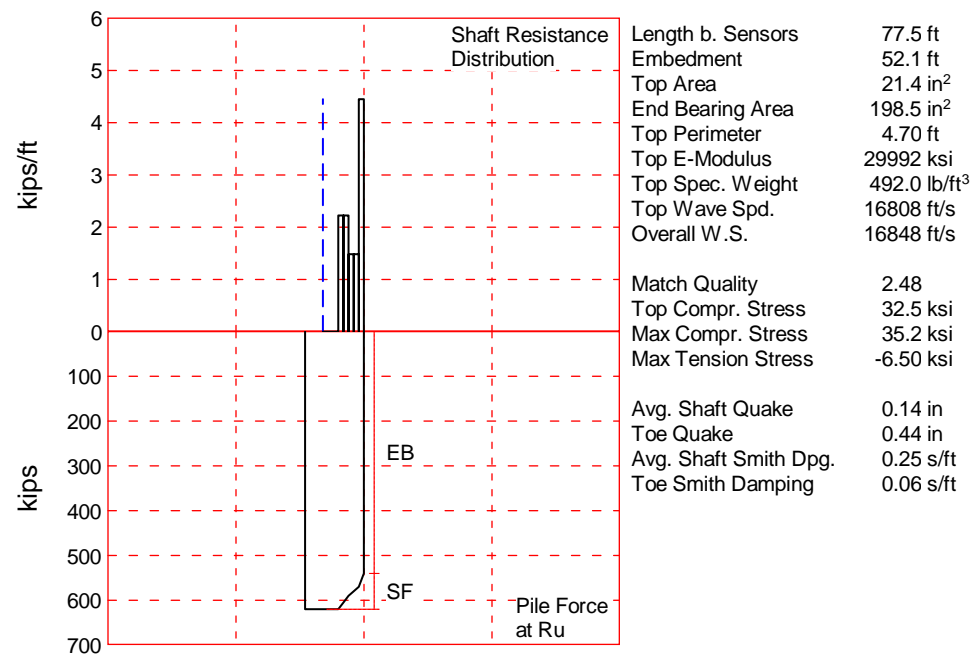 6
5
4
3
2
1
0
100
200
300
400
500
600
700
kips/ft
kips
Shaft Resistance
Distribution
EB
SF
Pile Force
at Ru
Length b. Sensors 77.5 ft
Embedment 52.1 ft
Top Area 21.4 in²
End Bearing Area 198.5 in²
Top Perimeter 4.70 ft
Top E-Modulus 29992 ksi
Top Spec. Weight 492.0 lb/ft³
Top Wave Spd. 16808 ft/s
Overall W.S. 16848 ft/s
Match Quality 2.48
Top Compr. Stress 32.5 ksi
Max Compr. Stress 35.2 ksi
Max Tension Stress -6.50 ksi
Avg. Shaft Quake 0.14 in
Toe Quake 0.44 in
Avg. Shaft Smith Dpg. 0.25 s/ft
Toe Smith Damping 0.06 s/ft